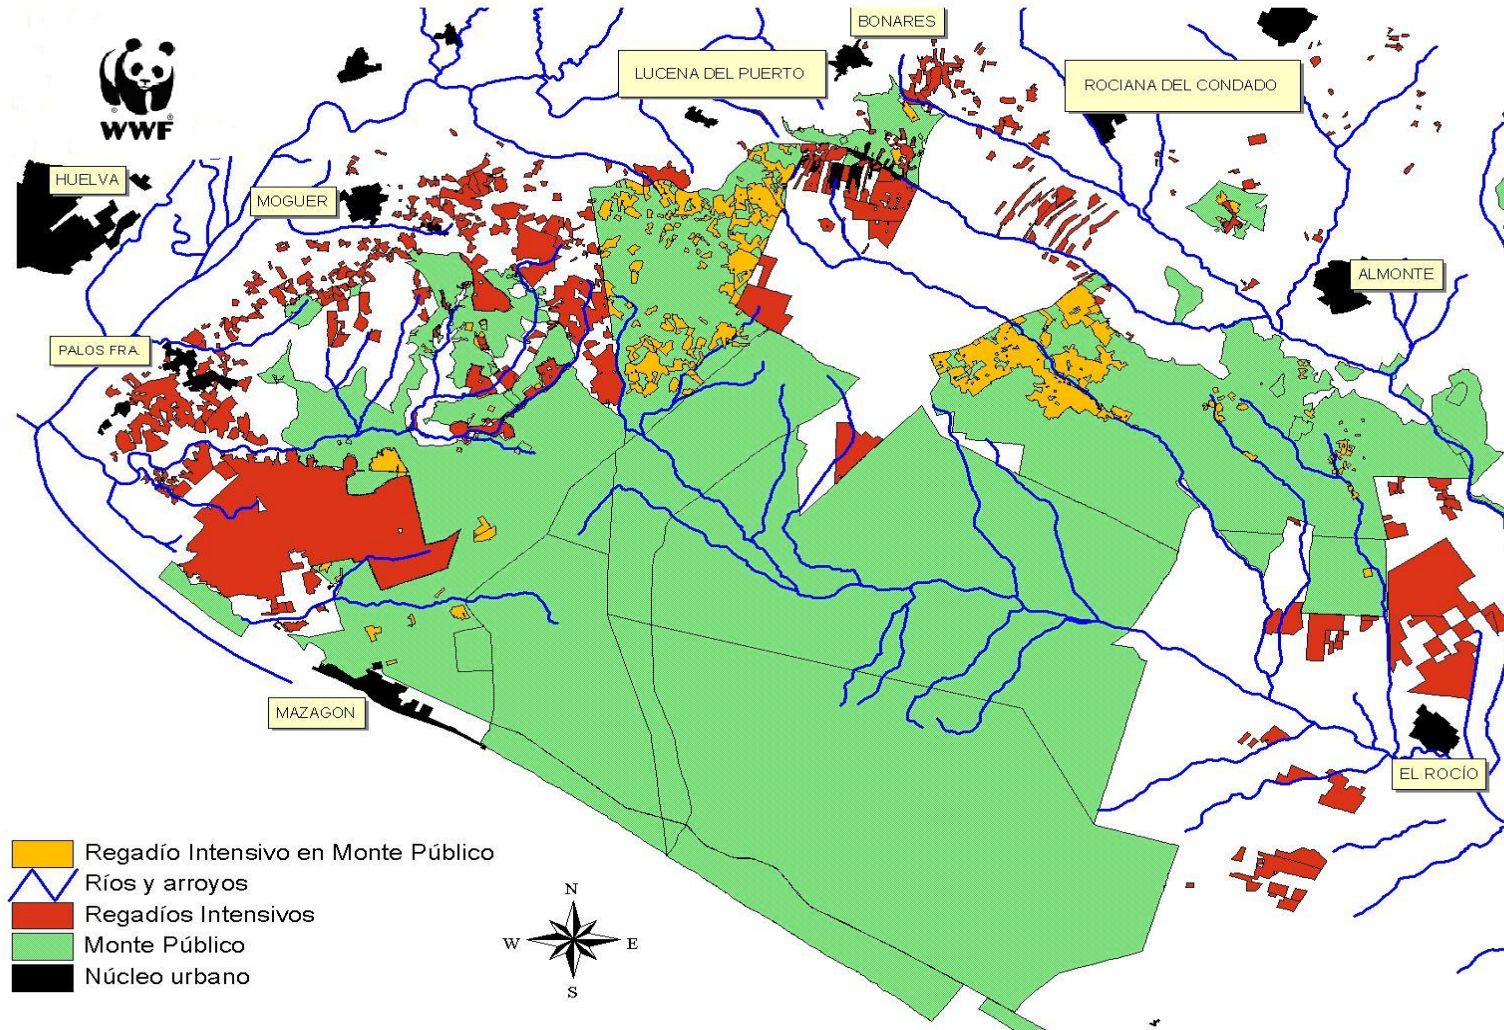 BONARES
LUCENA DEL PUERTO
ROCIANA DEL CONDADO
WWF
HUELVA
MOGUER
ALMONTE
PALOS FRA.
MAZAGON
EL ROCÍO
Regadío Intensivo en Monte Público
Ríos y arroyos
Regadíos Intensivos
Monte Público
Núcleo urbano
N
W E
S